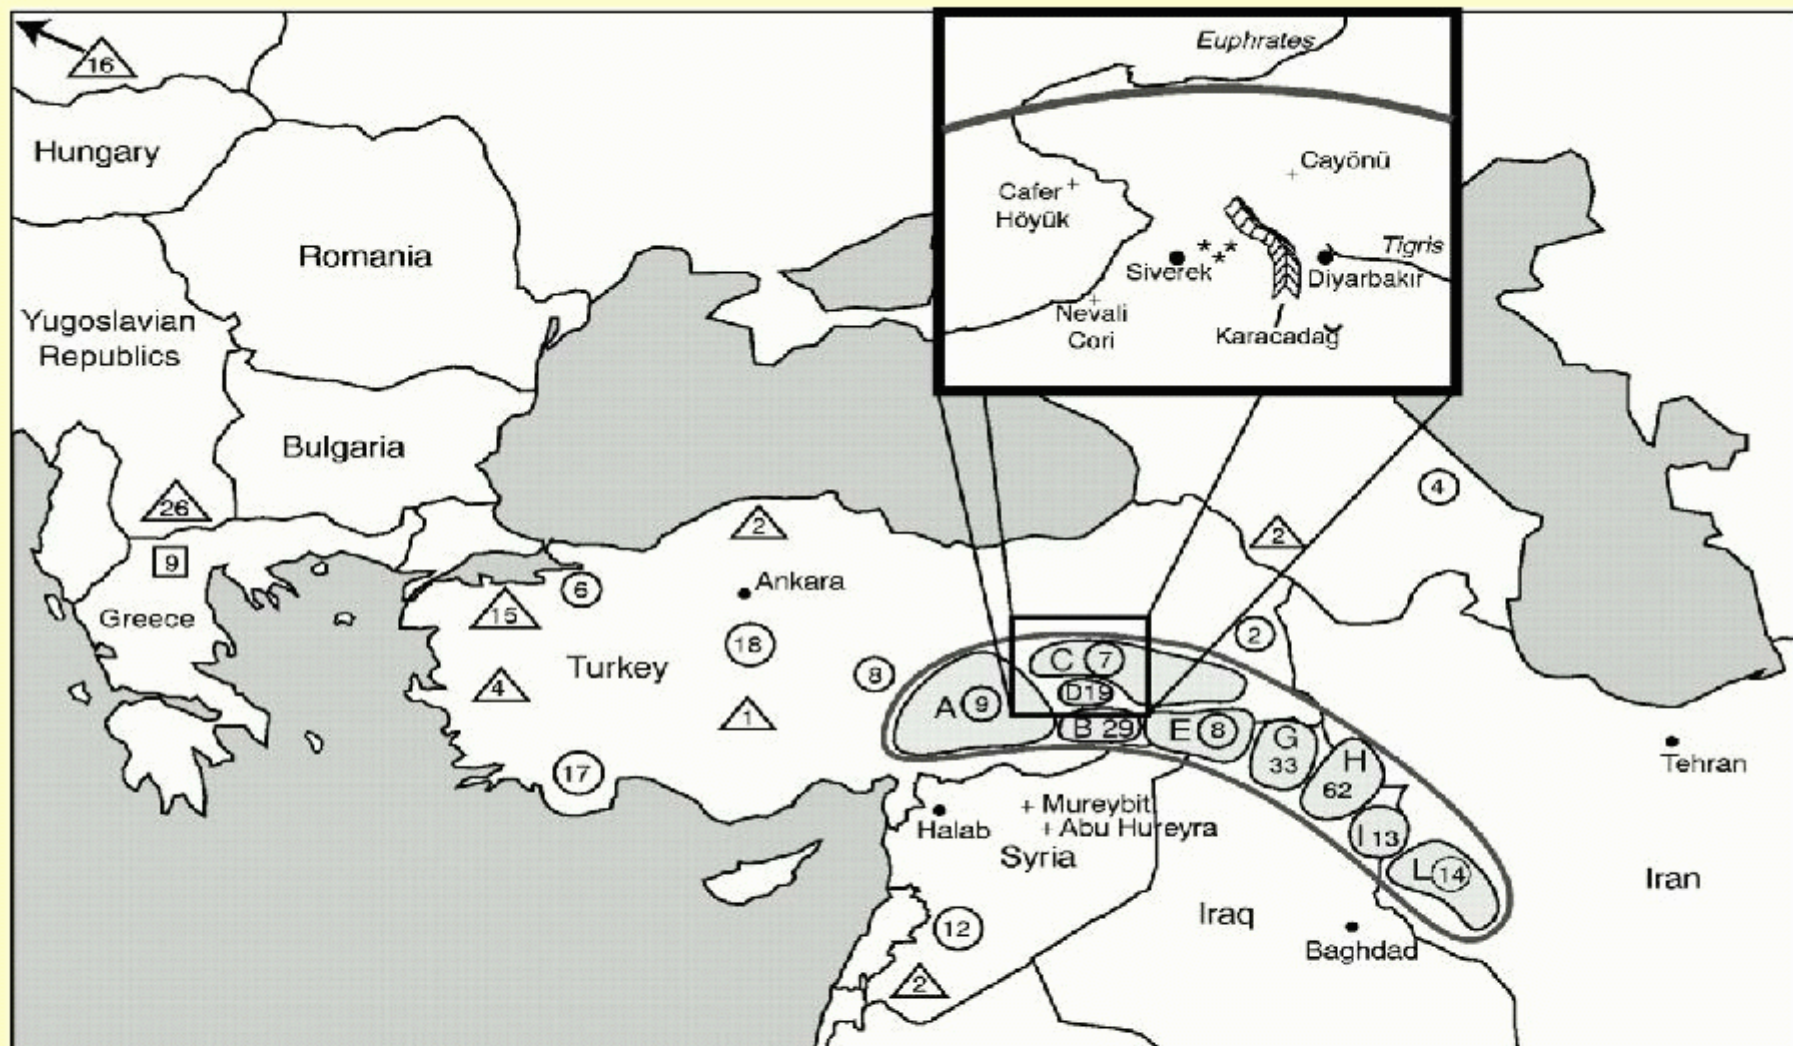 16
Hungary
Romania
Yugoslavian
Republics
Bulgaria
26
9
Greece
Euphrates
Cayönü
Cafer
Höyük
Tigris
Siverek
Diyarbakır
Nevali
Cori
Karacadağ
4
2
2
6
Ankara
15
18
Turkey
8
4
1
17
2
C 7
D19
A 9
B 29
E 8
G
33
H
62
I 13
L 14
Tehran
Mureybit
Halab
Abu Hureyra
Syria
Iran
12
Iraq
Baghdad
2